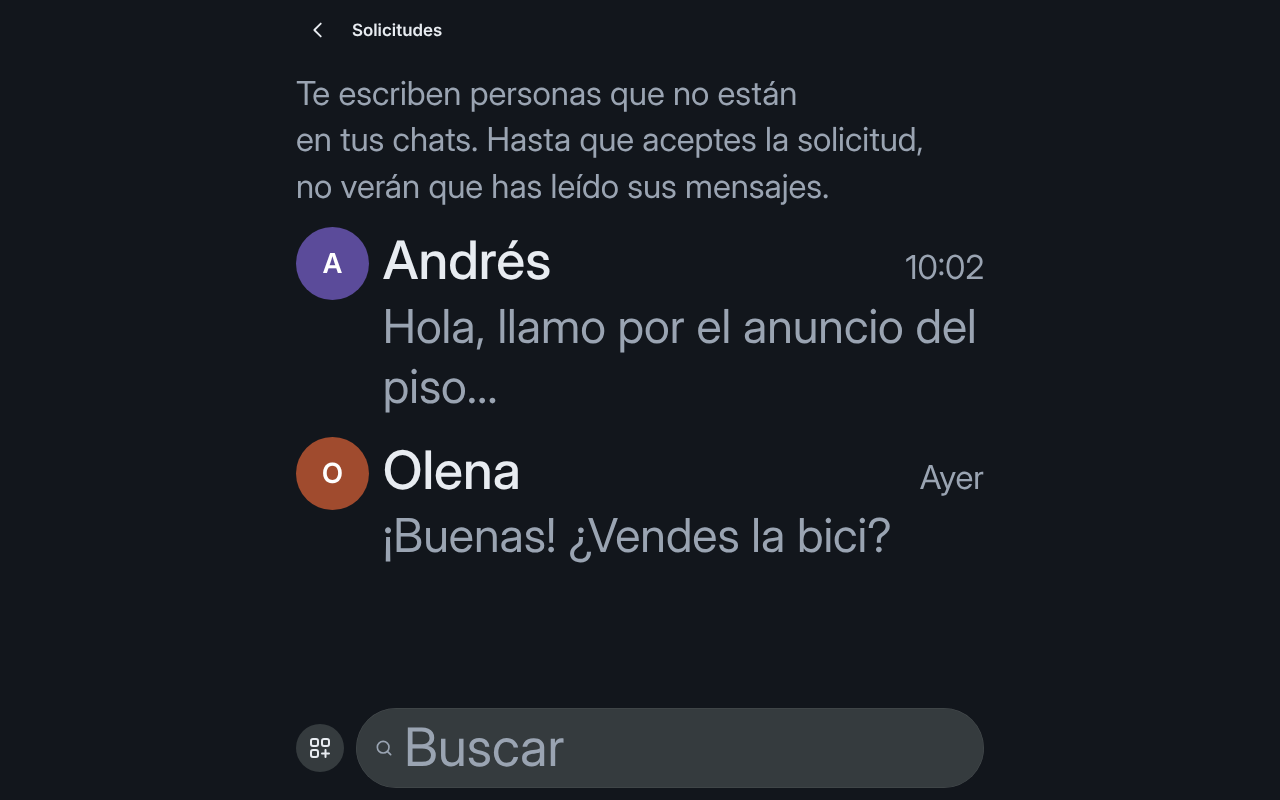 Solicitudes
Te escriben personas que no están
en tus chats. Hasta que aceptes la solicitud,
no verán que has leído sus mensajes.
A
Andrés
10:02
Hola, llamo por el anuncio del
piso…
O
Olena
Ayer
¡Buenas! ¿Vendes la bici?
Buscar